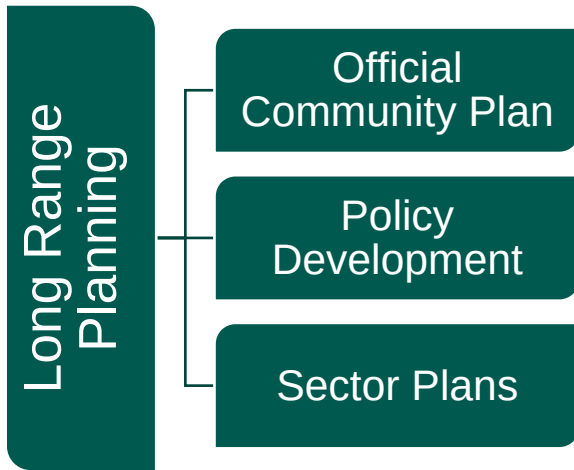 Long Range
Planning
Official
Community Plan
Policy
Development
Sector Plans